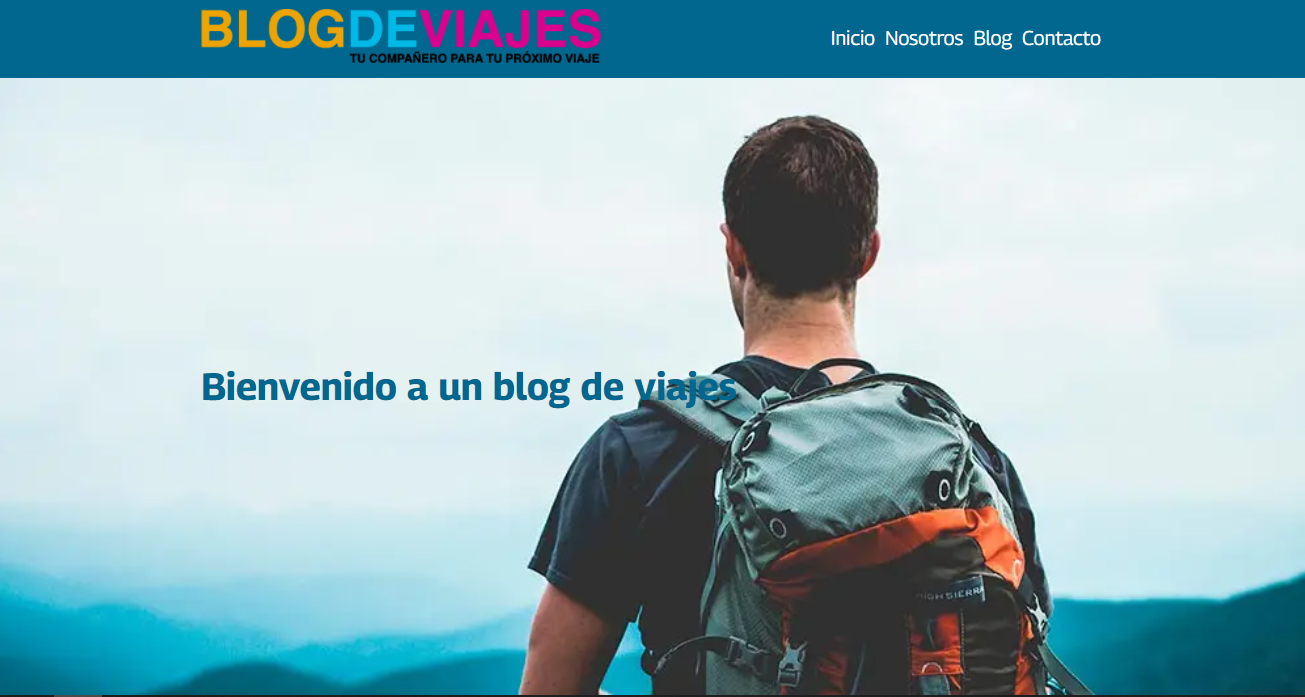 BLOGDEVIAJES
TU COMPAÑERO PARA TU PRÓXIMO VIAJE
Inicio Nosotros Blog Contacto
Bienvenido a un blog de viajes
HIGH SIERRA